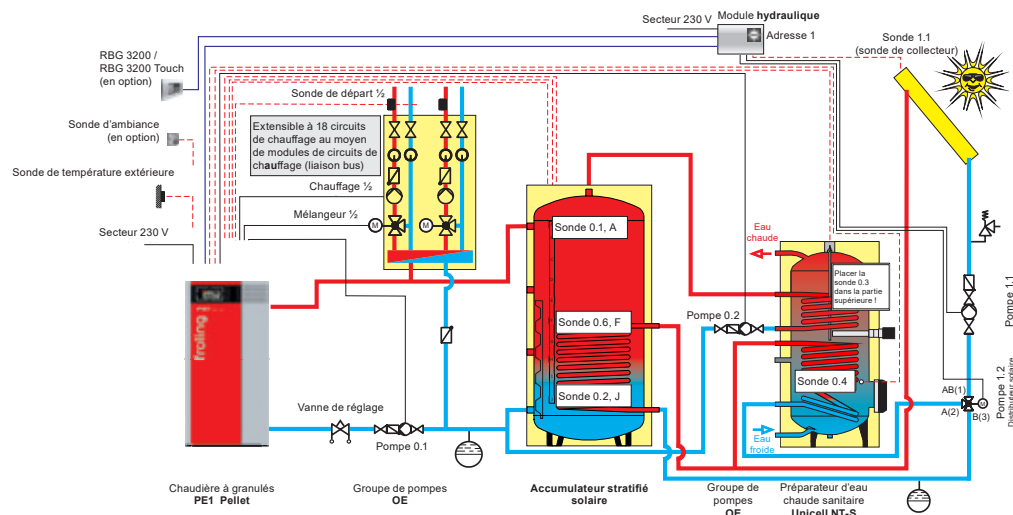 Secteur 230 V
Module hydraulique
Adresse 1
Sonde 1.1
(sonde de collecteur)
RBG 3200 /
RBG 3200 Touch
(en option)
Sonde de départ ½
Sonde d'ambiance
(en option)
Extensible à 18 circuits
de chauffage au moyen
de modules de circuits de
chauffage (liaison bus)
Sonde de température extérieure
Chauffage ½
Mélangeur ½
M
M
Secteur 230 V
Sonde 0.1, A
Eau
chaude
Placer la
sonde 0.3
dans la partie
supérieure !
Pompe 1.1
froling
Pompe 0.2
Sonde 0.6, F
Sonde 0.4
Sonde 0.2, J
AB(1)
A(2)
M
B(3)
Pompe 1.2
Distributeur solaire
Vanne de réglage
Pompe 0.1
Eau
froide
Chaudière à granulés
PE1 Pellet
Groupe de pompes
OE
Accumulateur stratifié
solaire
Groupe de
pompes
OE
Préparateur d'eau
chaude sanitaire
Unicell NT-S